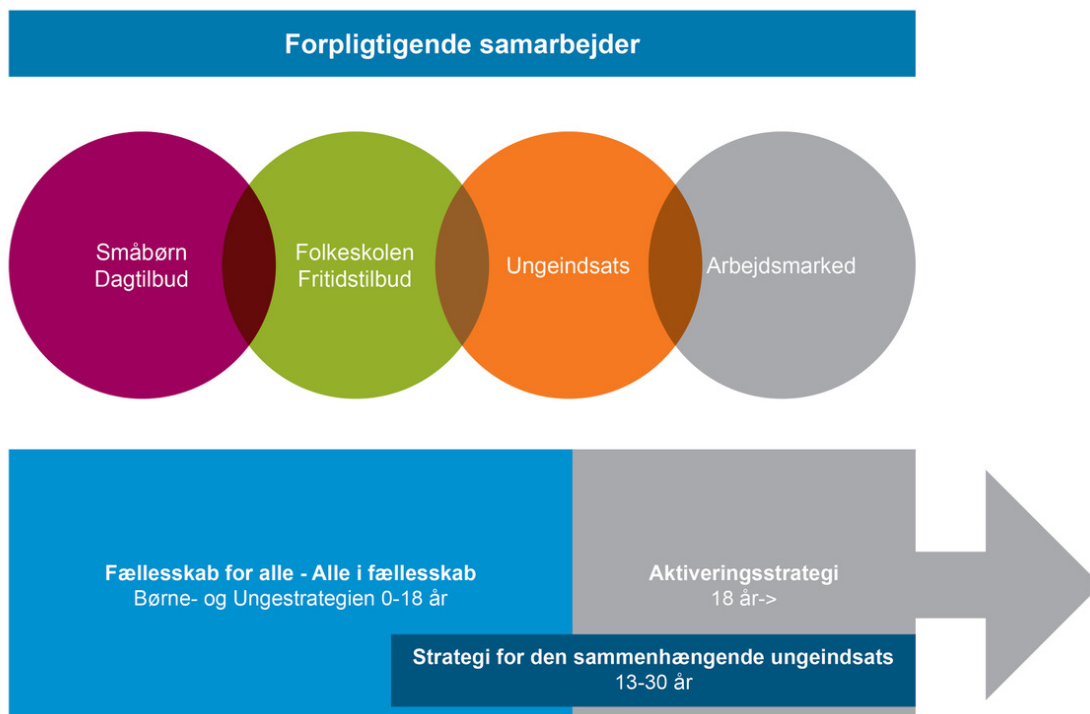 Forpligtigende samarbejder
Småbørn
Dagtilbud
Folkeskolen
Fritidstilbud
Ungeindsats
Arbejdsmarked
Fællesskab for alle - Alle i fællesskab
Børne- og Ungestrategien 0-18 år
Aktiveringsstrategi
18 år->
Strategi for den sammenhængende ungeindsats
13-30 år